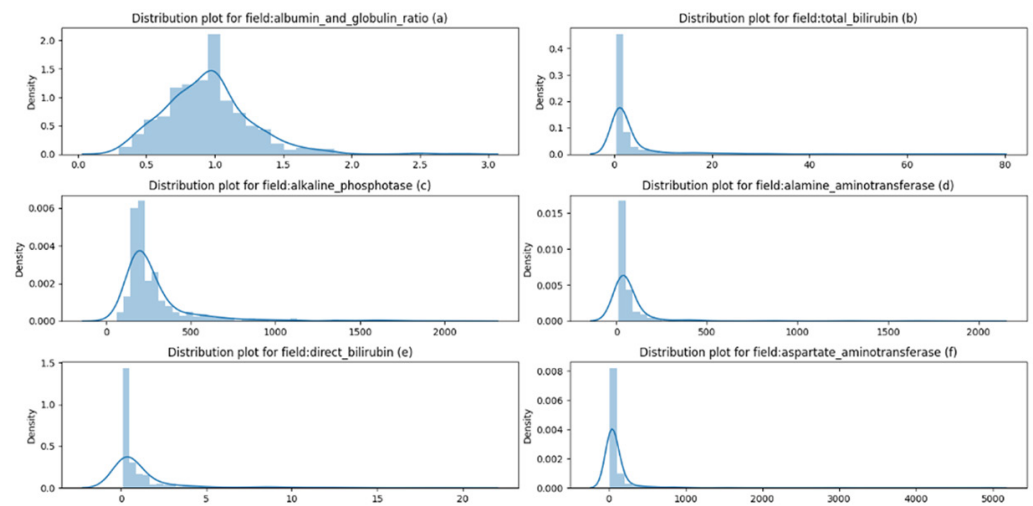 Distribution plot for field:albumin_and_globulin_ratio (a)
Density
2.0
1.5
1.0
0.5
0.0
0.0 0.5 1.0 1.5 2.0 2.5 3.0
Distribution plot for field:total_bilirubin (b)
Density
0.4
0.3
0.2
0.1
0.0
0 20 40 60 80
Distribution plot for field:alkaline_phosphotase (c)
Density
0.006
0.004
0.002
0.000
0 500 1000 1500 2000
Distribution plot for field:alamine_aminotransferase (d)
Density
0.015
0.010
0.005
0.000
0 500 1000 1500 2000
Distribution plot for field:direct_bilirubin (e)
Density
1.5
1.0
0.5
0.0
0 5 10 15 20
Distribution plot for field:aspartate_aminotransferase (f)
Density
0.008
0.006
0.004
0.002
0.000
0 1000 2000 3000 4000 5000